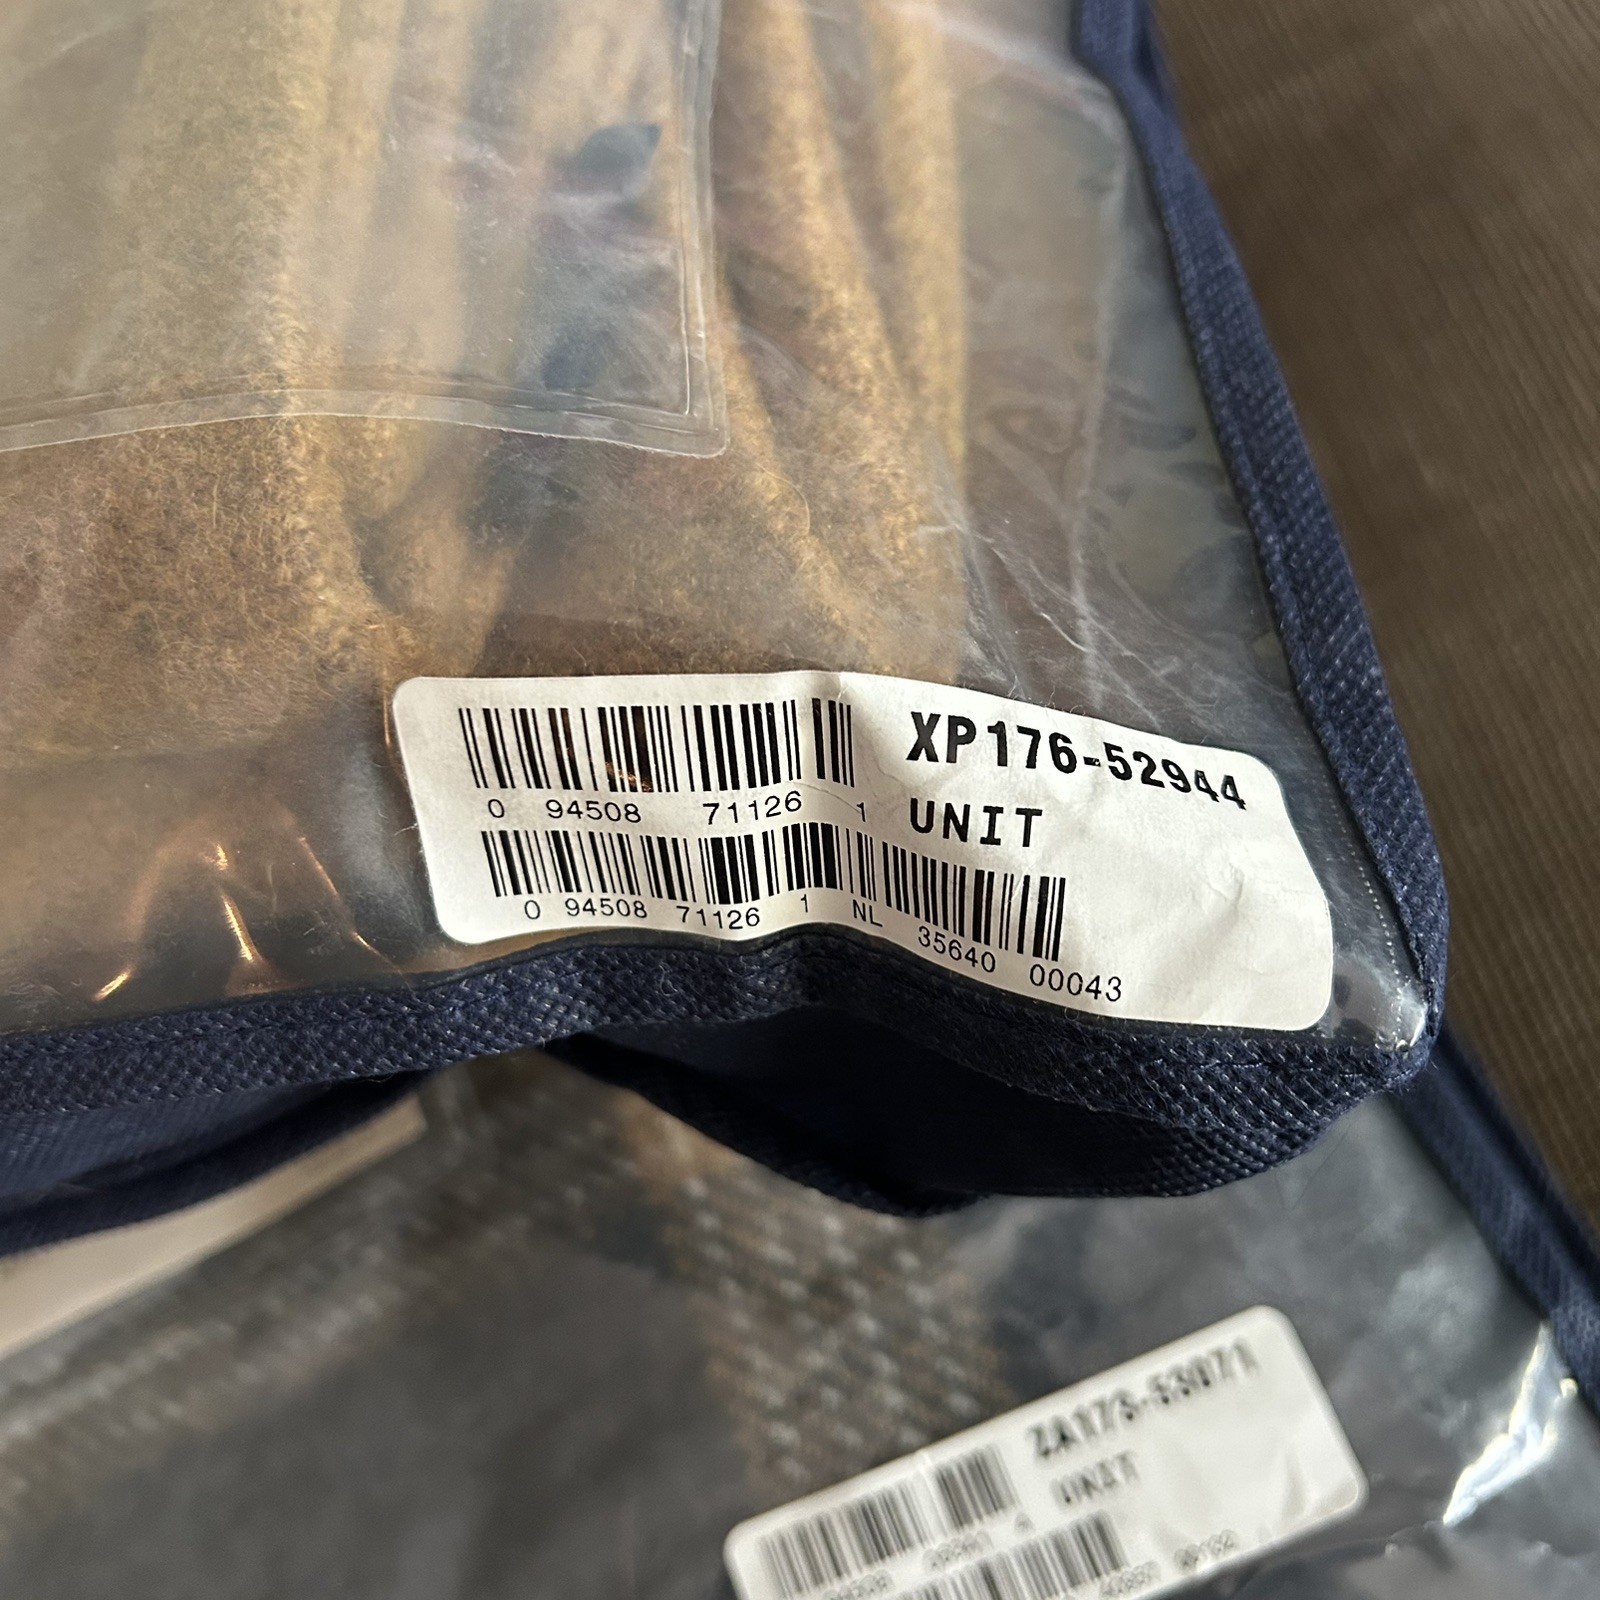 XP176-52944
0 94508 71126 1
UNIT
0 94508 71126 1 NL 35640 00043
UNIT